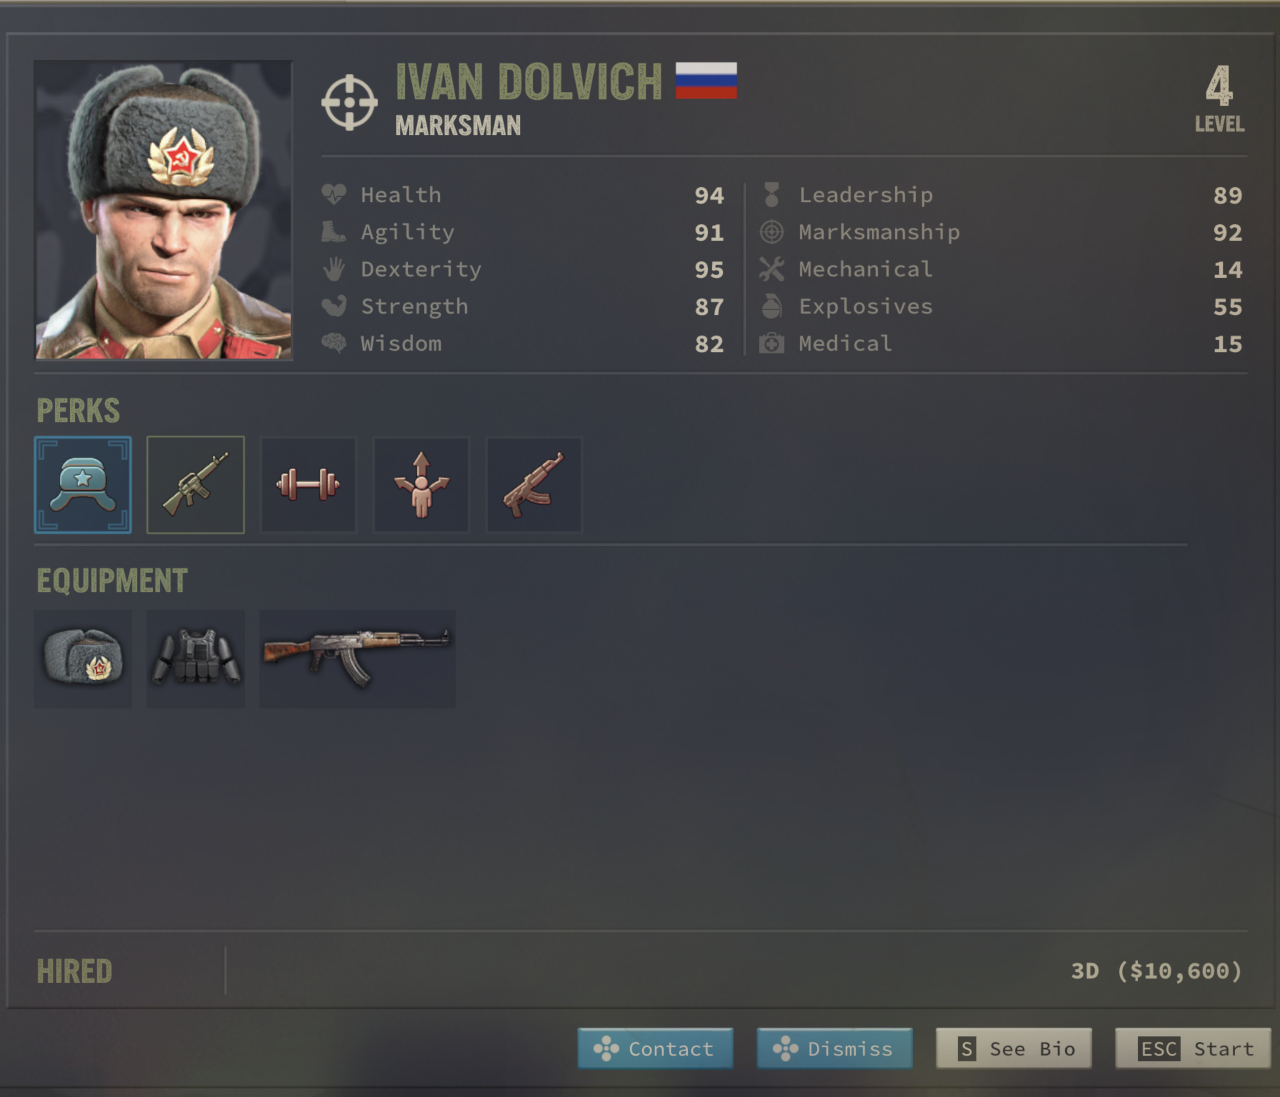 IVAN DOLVICH
MARKSMAN
4
LEVEL
Health 94
Agility 91
Dexterity 95
Strength 87
Wisdom 82
Leadership 89
Marksmanship 92
Mechanical 14
Explosives 55
Medical 15
PERKS
EQUIPMENT
HIRED
3D ($10,600)
Contact
Dismiss
S See Bio
ESC Start